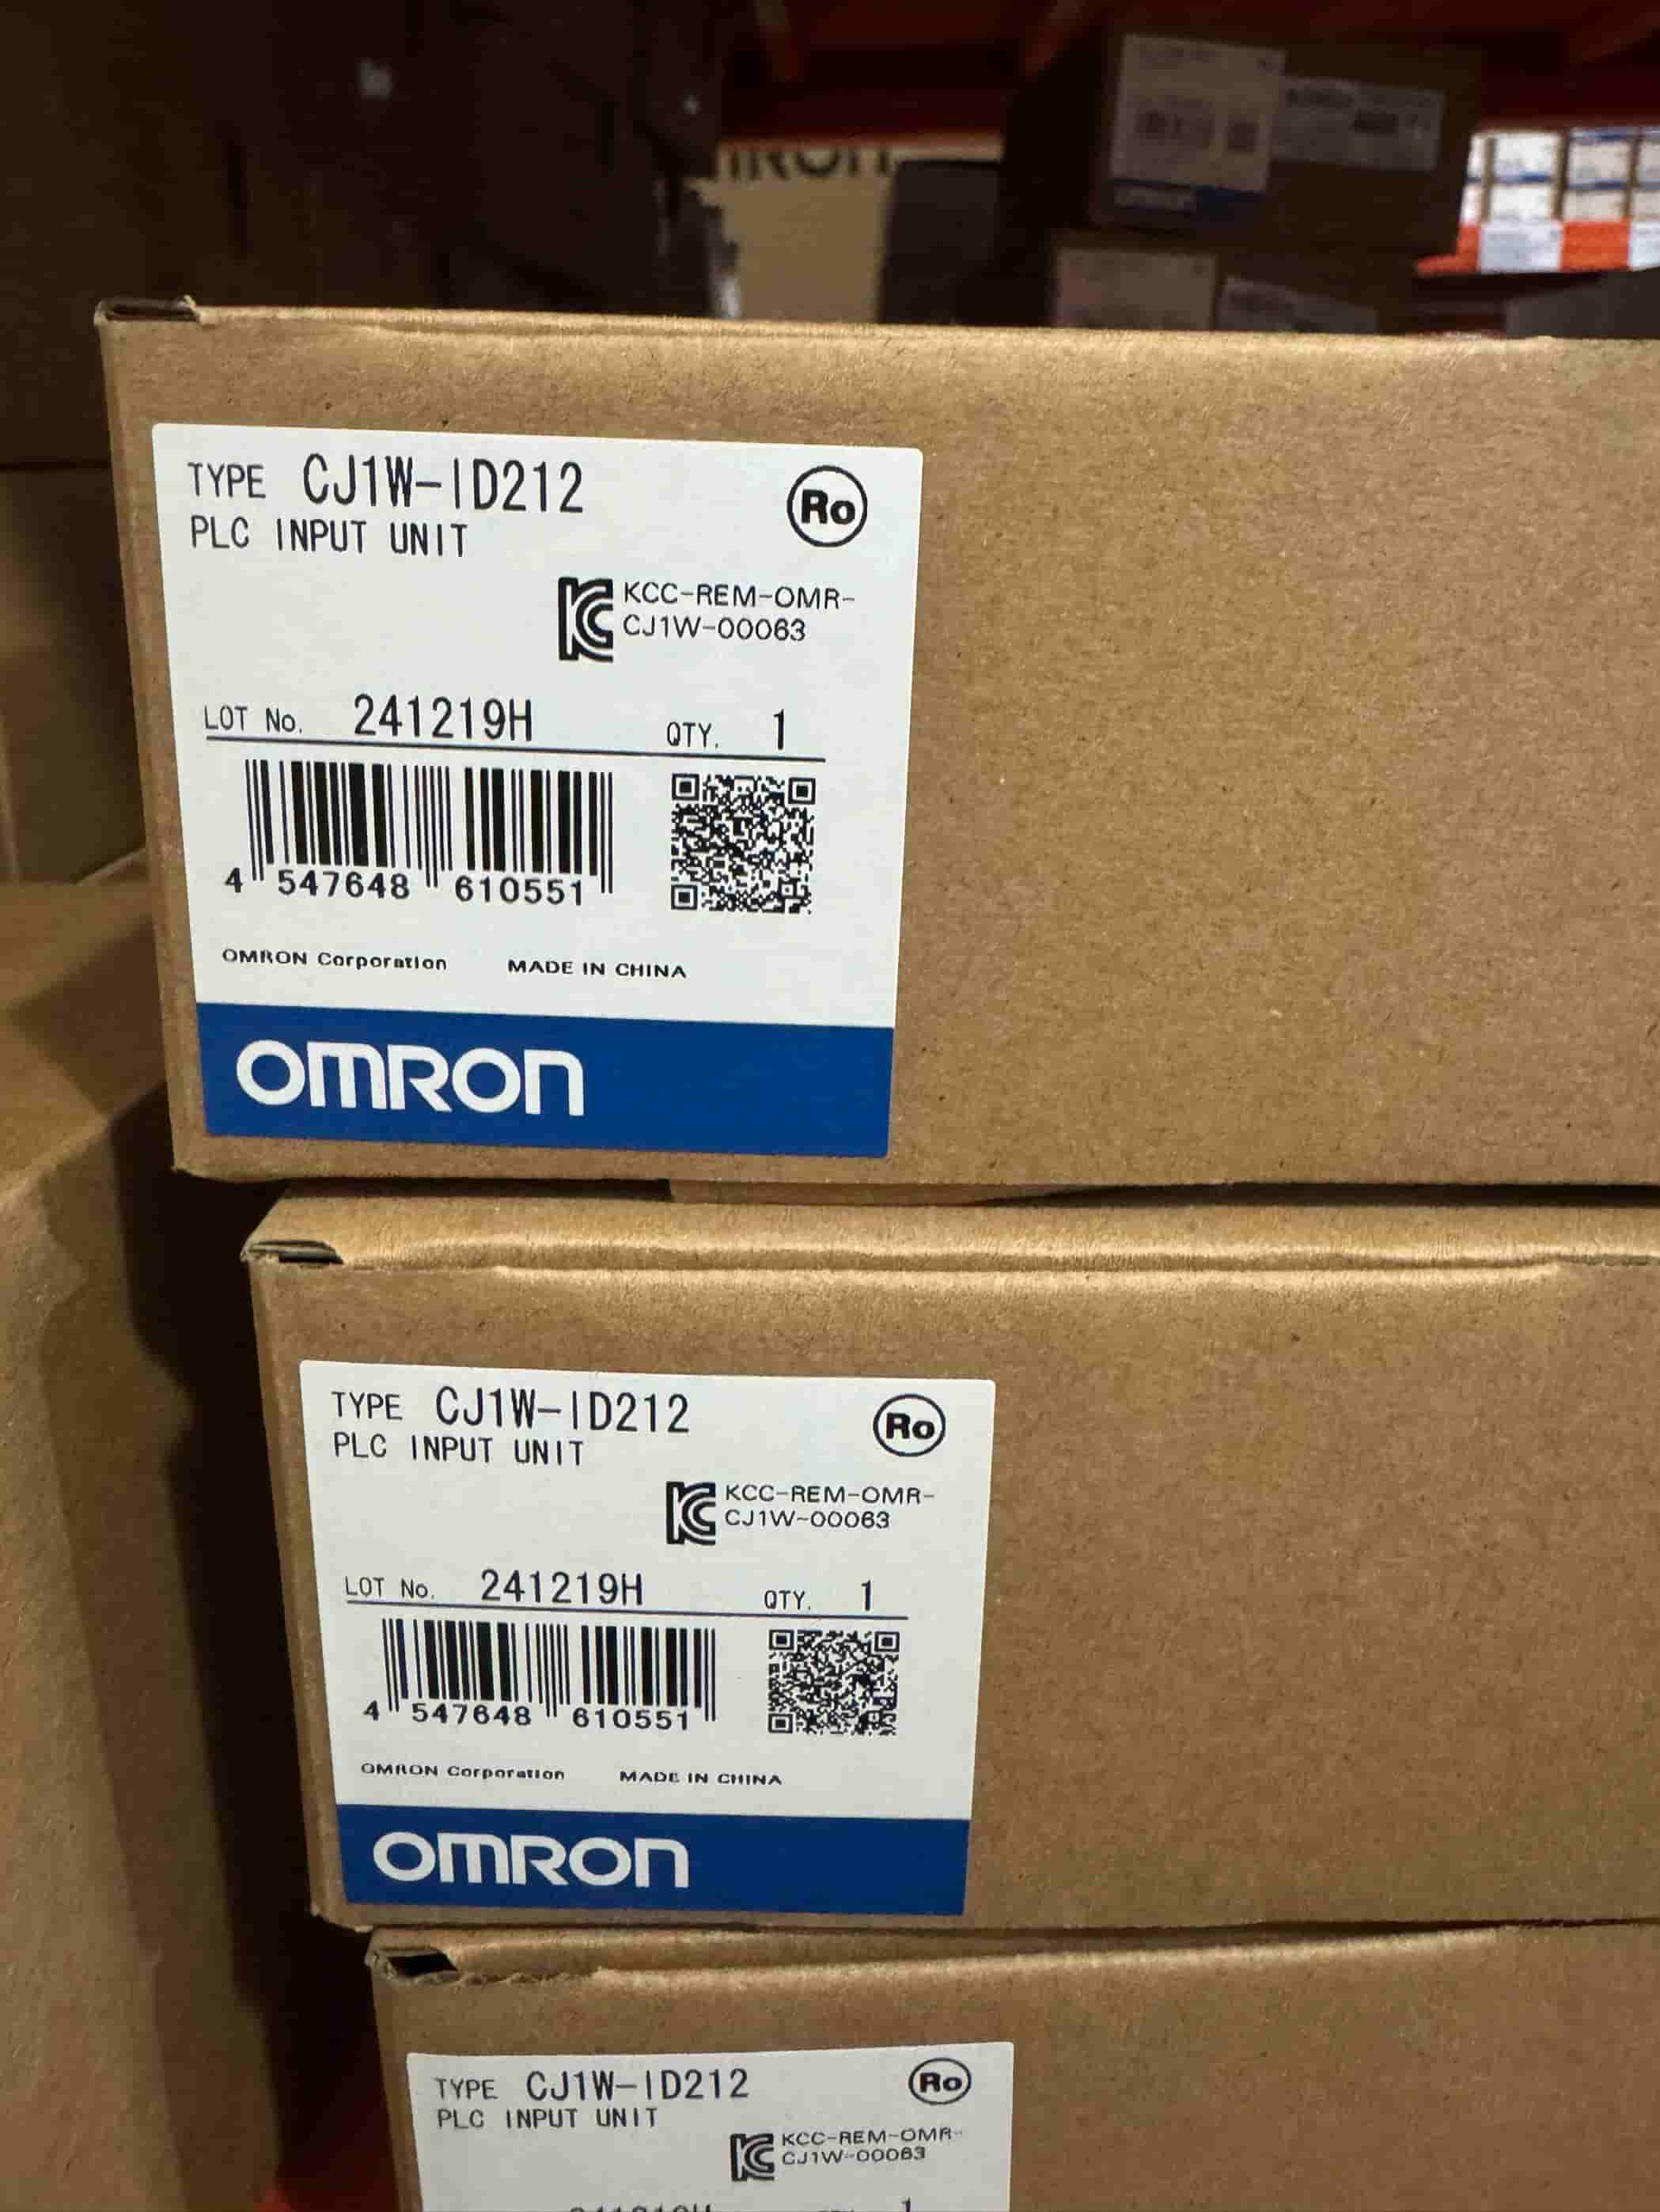 TYPE CJ1W-ID212
Ro
PLC INPUT UNIT
KCC-REM-OMR-
CJ1W-00063
LOT No. 241219H QTY. 1
4 547648 610551
OMRON Corporation MADE IN CHINA
OMRON
TYPE CJ1W-ID212
Ro
PLC INPUT UNIT
KCC-REM-OMR-
CJ1W-00063
LOT No. 241219H QTY. 1
4 547648 610551
OMRON Corporation MADE IN CHINA
OMRON
TYPE CJ1W-ID212
Ro
PLC INPUT UNIT
KCC-REM-OMR-
CJ1W-00063